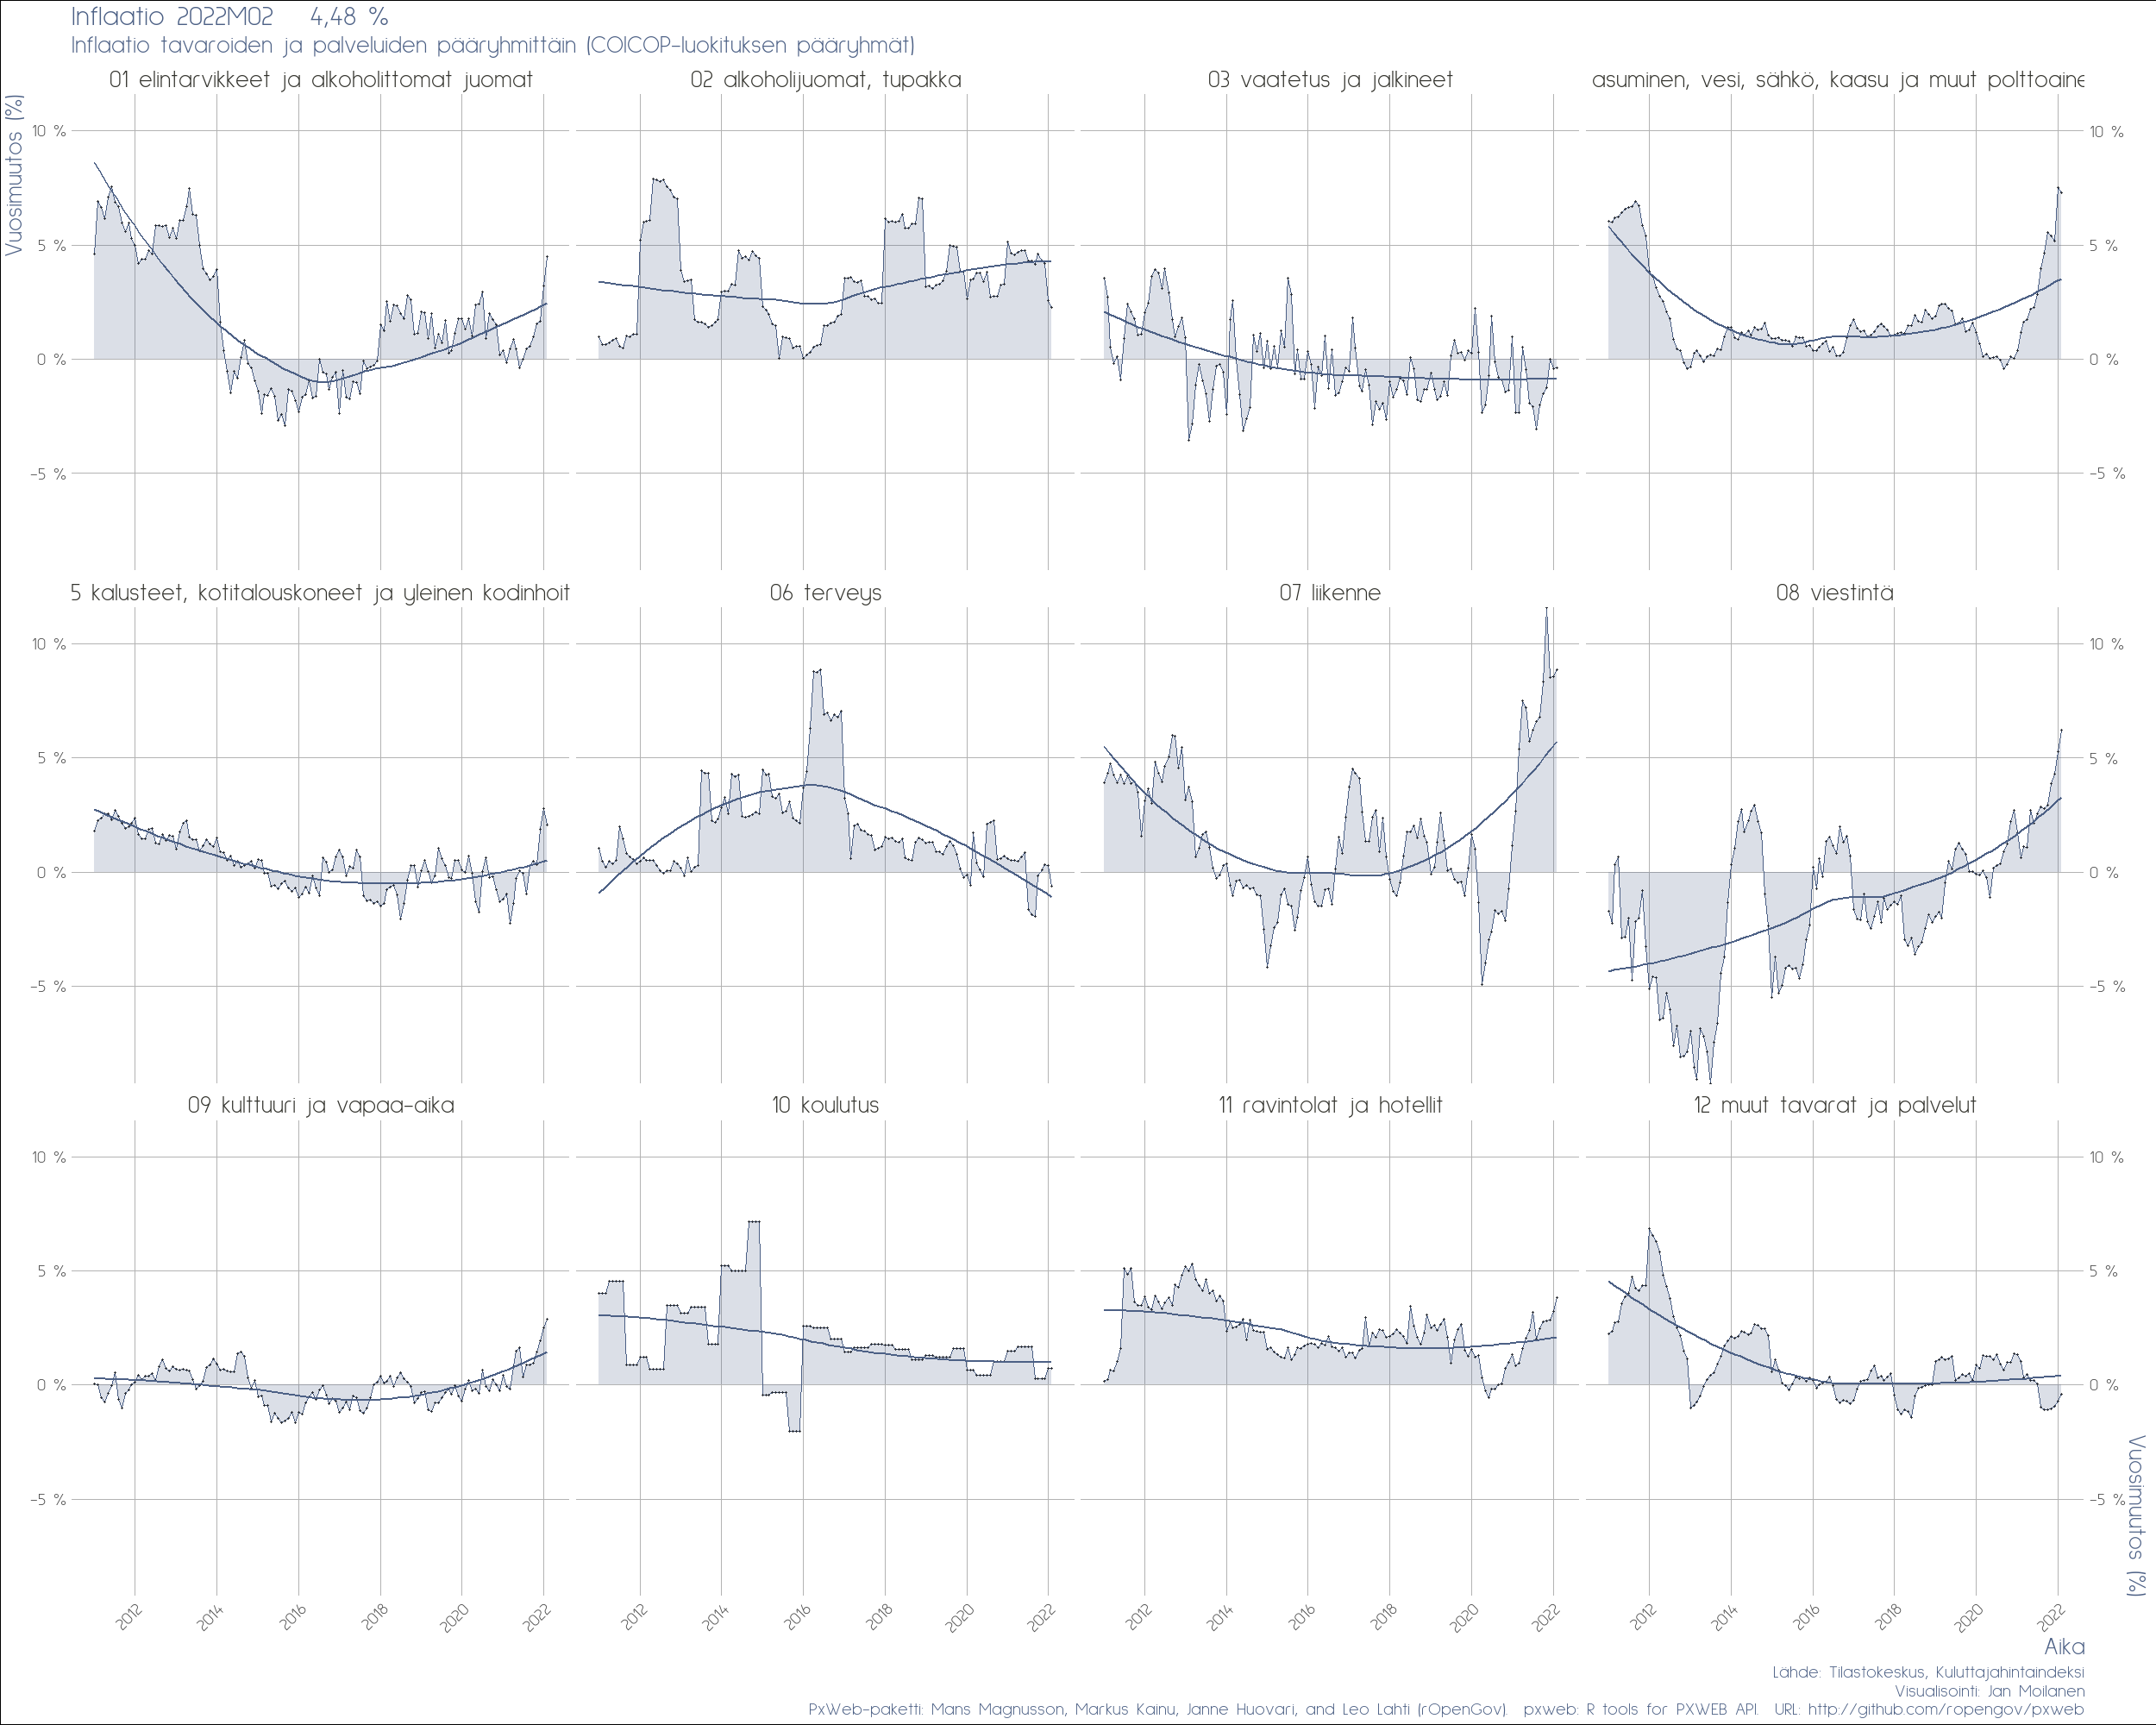 Inflaatio 2022M02 4,48 %
Inflaatio tavaroiden ja palveluiden pääryhmittäin (COICOP-luokituksen pääryhmät)
01 elintarvikkeet ja alkoholittomat juomat
02 alkoholijuomat, tupakka
03 vaatetus ja jalkineet
asuminen, vesi, sähkö, kaasu ja muut polttoaine
Vuosimuutos (%)
10 %
5 %
0 %
-5 %
10 %
5 %
0 %
-5 %
5 kalusteet, kotitalouskoneet ja yleinen kodinhoit
06 terveys
07 liikenne
08 viestintä
10 %
5 %
0 %
-5 %
10 %
5 %
0 %
-5 %
09 kulttuuri ja vapaa-aika
10 koulutus
11 ravintolat ja hotellit
12 muut tavarat ja palvelut
10 %
5 %
0 %
-5 %
10 %
5 %
0 %
-5 %
Vuosimuutos (%)
2012 2014 2016 2018 2020 2022
2012 2014 2016 2018 2020 2022
2012 2014 2016 2018 2020 2022
2012 2014 2016 2018 2020 2022
Aika
Lähde: Tilastokeskus, Kuluttajahintaindeksi
Visualisointi: Jan Moilanen
PxWeb-paketti: Mans Magnusson, Markus Kainu, Janne Huovari, and Leo Lahti (rOpenGov). pxweb: R tools for PXWEB API. URL: http://github.com/ropengov/pxweb